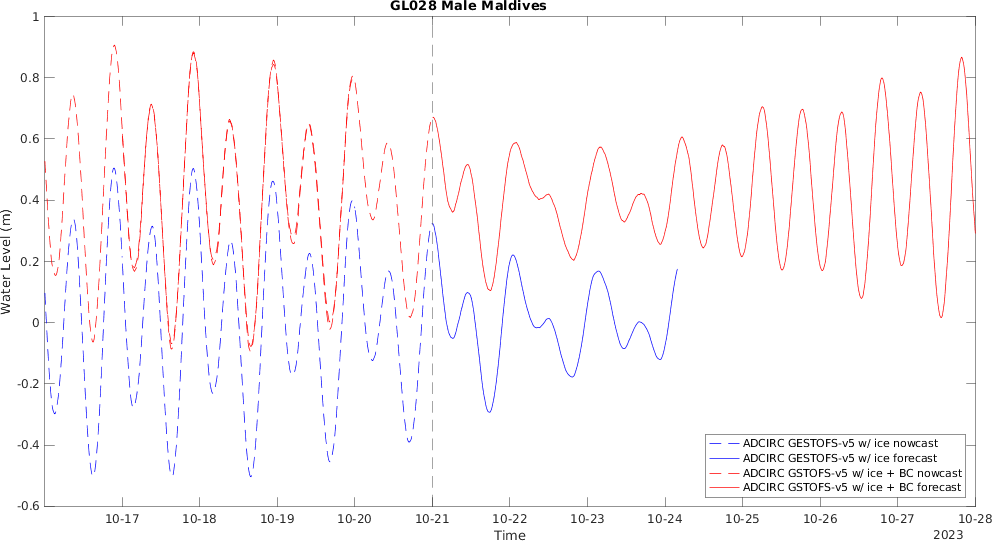 GL028 Male Maldives
1
0.8
0.6
0.4
0.2
0
-0.2
-0.4
-0.6
Water Level (m)
10-17 10-18 10-19 10-20 10-21 10-22 10-23 10-24 10-25 10-26 10-27 10-28
Time
2023
ADCIRC GESTOFS-v5 w/ ice nowcast
ADCIRC GESTOFS-v5 w/ ice forecast
ADCIRC GSTOFS-v5 w/ ice + BC nowcast
ADCIRC GSTOFS-v5 w/ ice + BC forecast